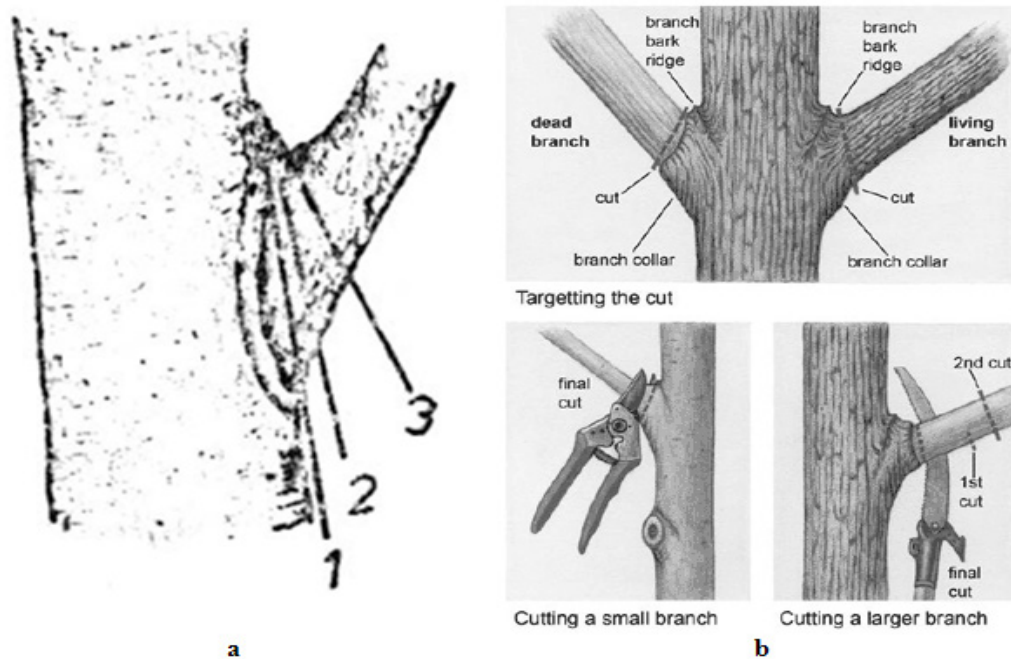 3
2
1
a
branch
bark
ridge
branch
bark
ridge
dead
branch
living
branch
cut
cut
branch collar
branch collar
Targetting the cut
final
cut
Cutting a small branch
2nd cut
1st
cut
final
cut
Cutting a larger branch
b